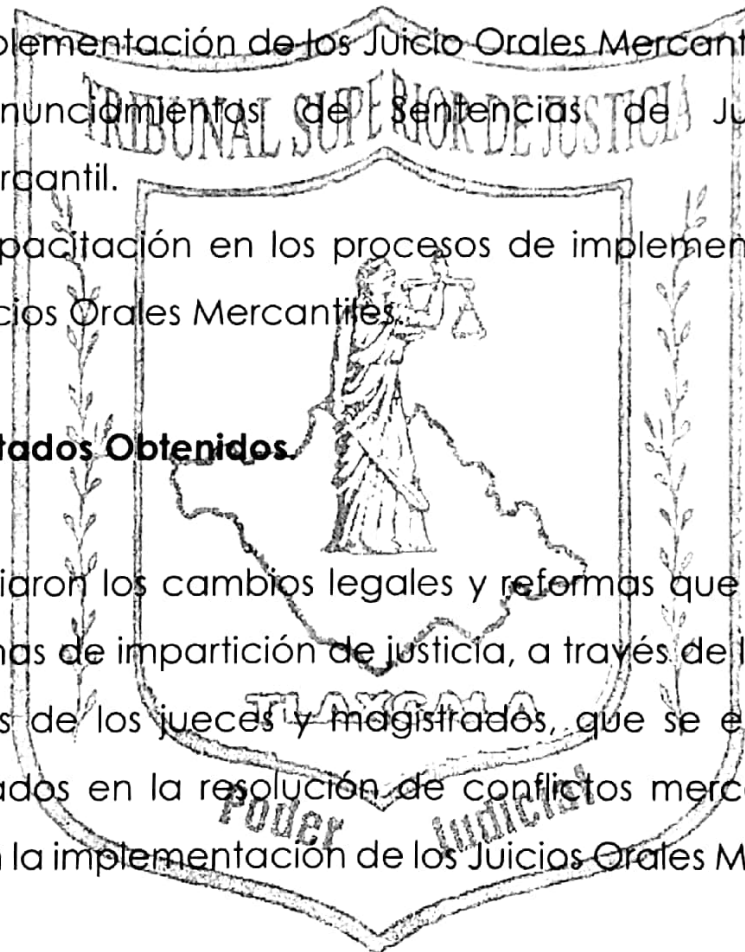 plementación de los Juicio Orales Mercant
TRIBUNAL SUPERIOR DE JUSTICIA
nunciamientos de Sentencias de Ju
rcantil.
pacitación en los procesos de implemen
cios Orales Mercantiles.
tados Obtenidos.
iaron los cambios legales y reformas que
nas de impartición de justicia, a través de l
TLAXCALA
s de los jueces y magistrados, que se e
ados en la resolución de conflictos merc
Poder Judicial
n la implementación de los Juicios Orales M